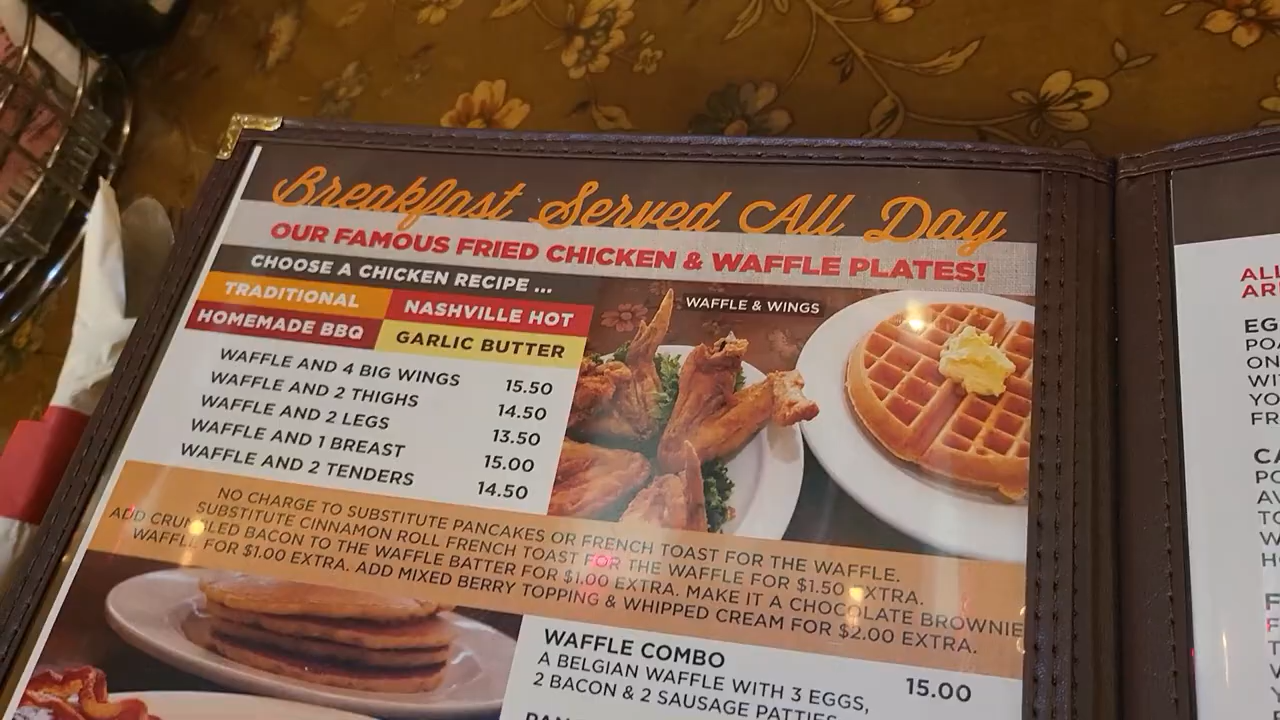 Breakfast Served All Day
OUR FAMOUS FRIED CHICKEN & WAFFLE PLATES!
CHOOSE A CHICKEN RECIPE ...
TRADITIONAL
NASHVILLE HOT
HOMEMADE BBQ
GARLIC BUTTER
WAFFLE & WINGS
WAFFLE AND 4 BIG WINGS 15.50
WAFFLE AND 2 THIGHS 14.50
WAFFLE AND 2 LEGS 13.50
WAFFLE AND 1 BREAST 15.00
WAFFLE AND 2 TENDERS 14.50
NO CHARGE TO SUBSTITUTE PANCAKES OR FRENCH TOAST FOR THE WAFFLE.
SUBSTITUTE CINNAMON ROLL FRENCH TOAST FOR THE WAFFLE FOR $1.50 EXTRA.
ADD CRUMBLED BACON TO THE WAFFLE BATTER FOR $1.00 EXTRA. MAKE IT A CHOCOLATE BROWNIE
WAFFLE FOR $1.00 EXTRA. ADD MIXED BERRY TOPPING & WHIPPED CREAM FOR $2.00 EXTRA.
WAFFLE COMBO 15.00
A BELGIAN WAFFLE WITH 3 EGGS,
2 BACON & 2 SAUSAGE PATTIES
ALL